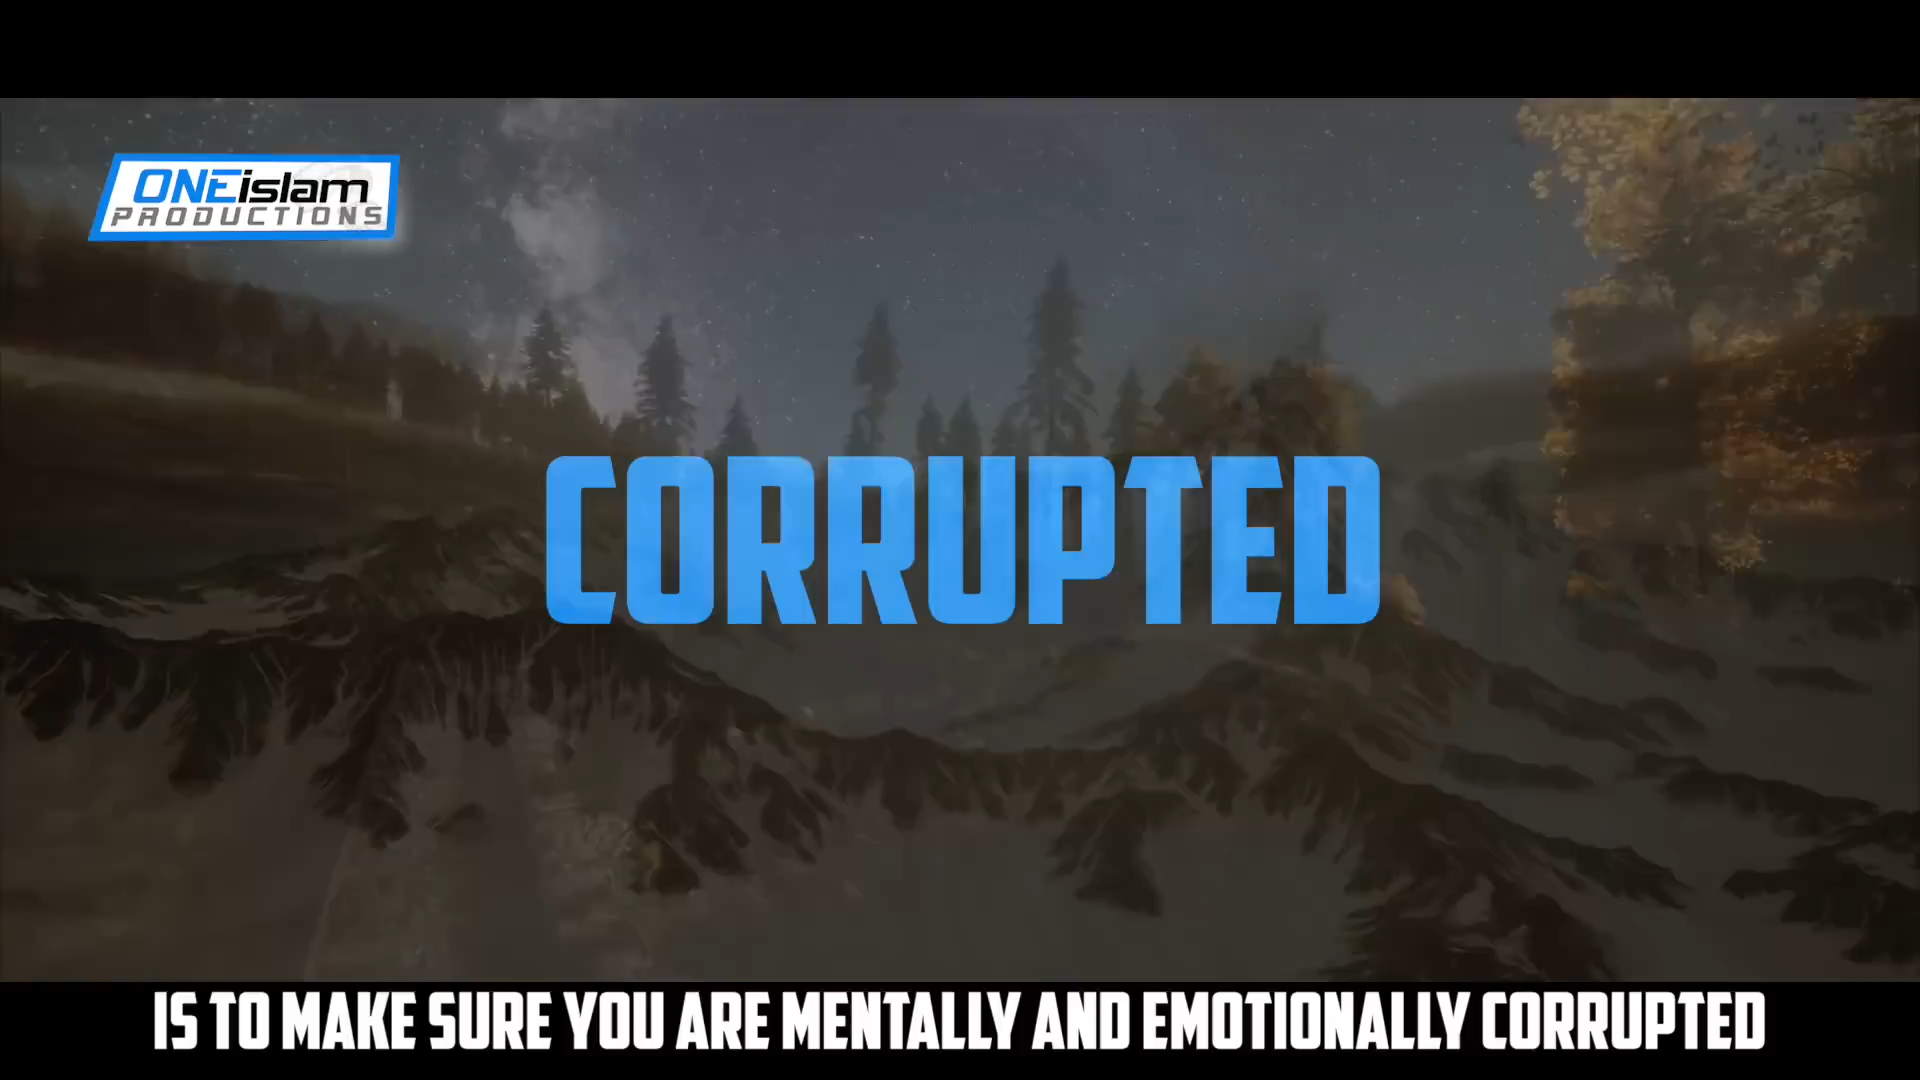 ONEislam
PRODUCTIONS
CORRUPTED
IS TO MAKE SURE YOU ARE MENTALLY AND EMOTIONALLY CORRUPTED